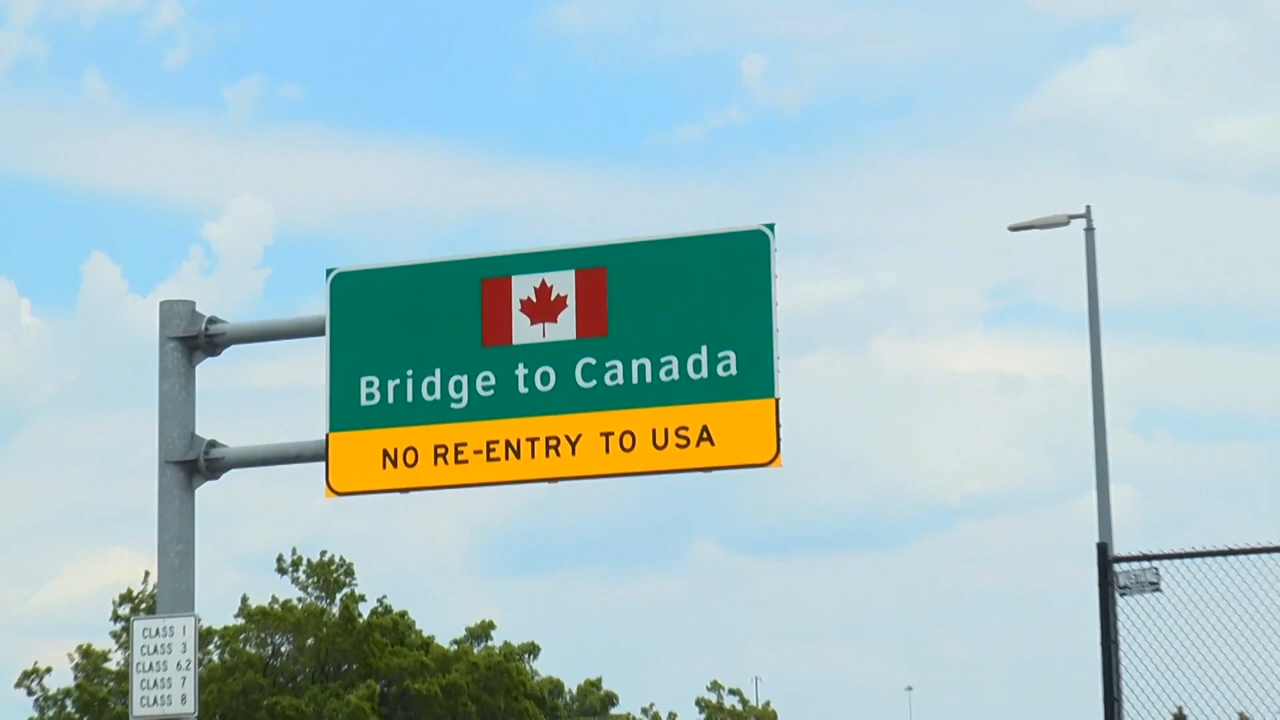 Bridge to Canada
NO RE-ENTRY TO USA
CLASS 1
CLASS 3
CLASS 6.2
CLASS 7
CLASS 8